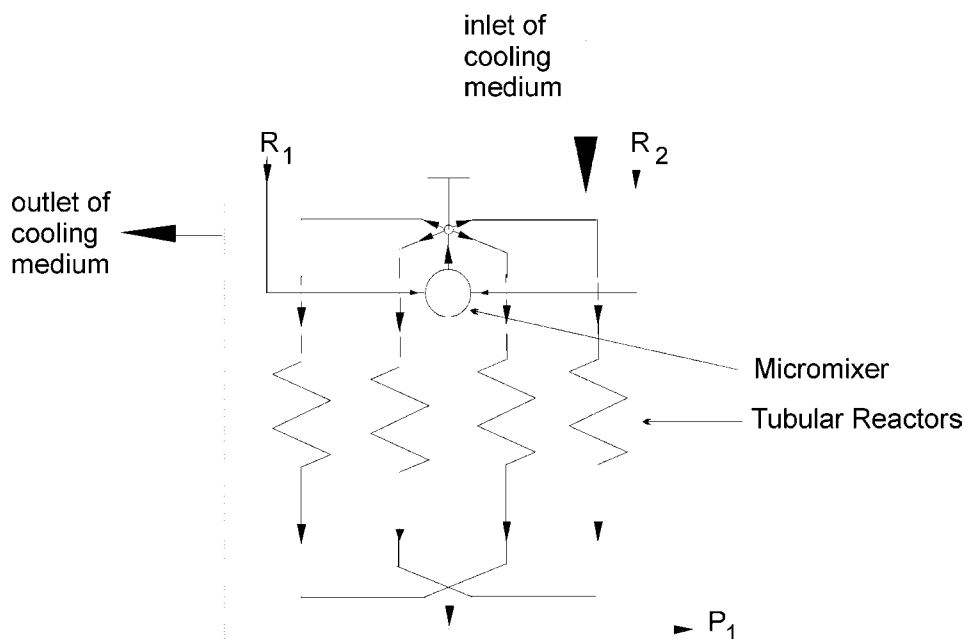 inlet of
cooling
medium
R1
R2
outlet of
cooling
medium
Micromixer
Tubular Reactors
P1